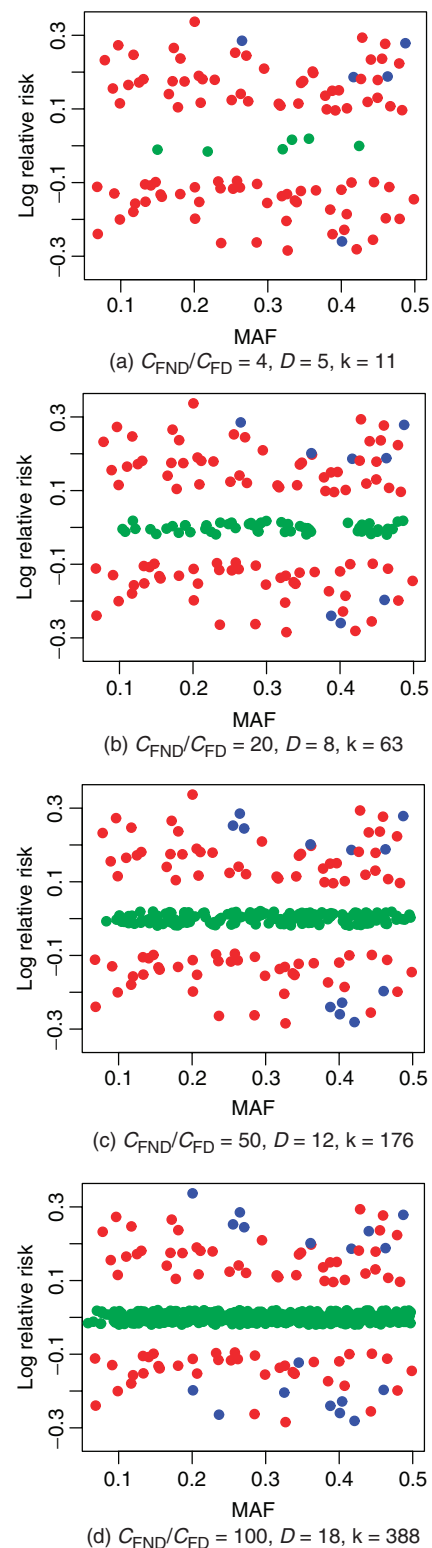 0.3
0.1
−0.1
−0.3
Log relative risk
0.1 0.2 0.3 0.4 0.5
MAF
(a) C_FND/C_FD = 4, D = 5, k = 11
0.3
0.1
−0.1
−0.3
Log relative risk
0.1 0.2 0.3 0.4 0.5
MAF
(b) C_FND/C_FD = 20, D = 8, k = 63
0.3
0.1
−0.1
−0.3
Log relative risk
0.1 0.2 0.3 0.4 0.5
MAF
(c) C_FND/C_FD = 50, D = 12, k = 176
0.3
0.1
−0.1
−0.3
Log relative risk
0.1 0.2 0.3 0.4 0.5
MAF
(d) C_FND/C_FD = 100, D = 18, k = 388